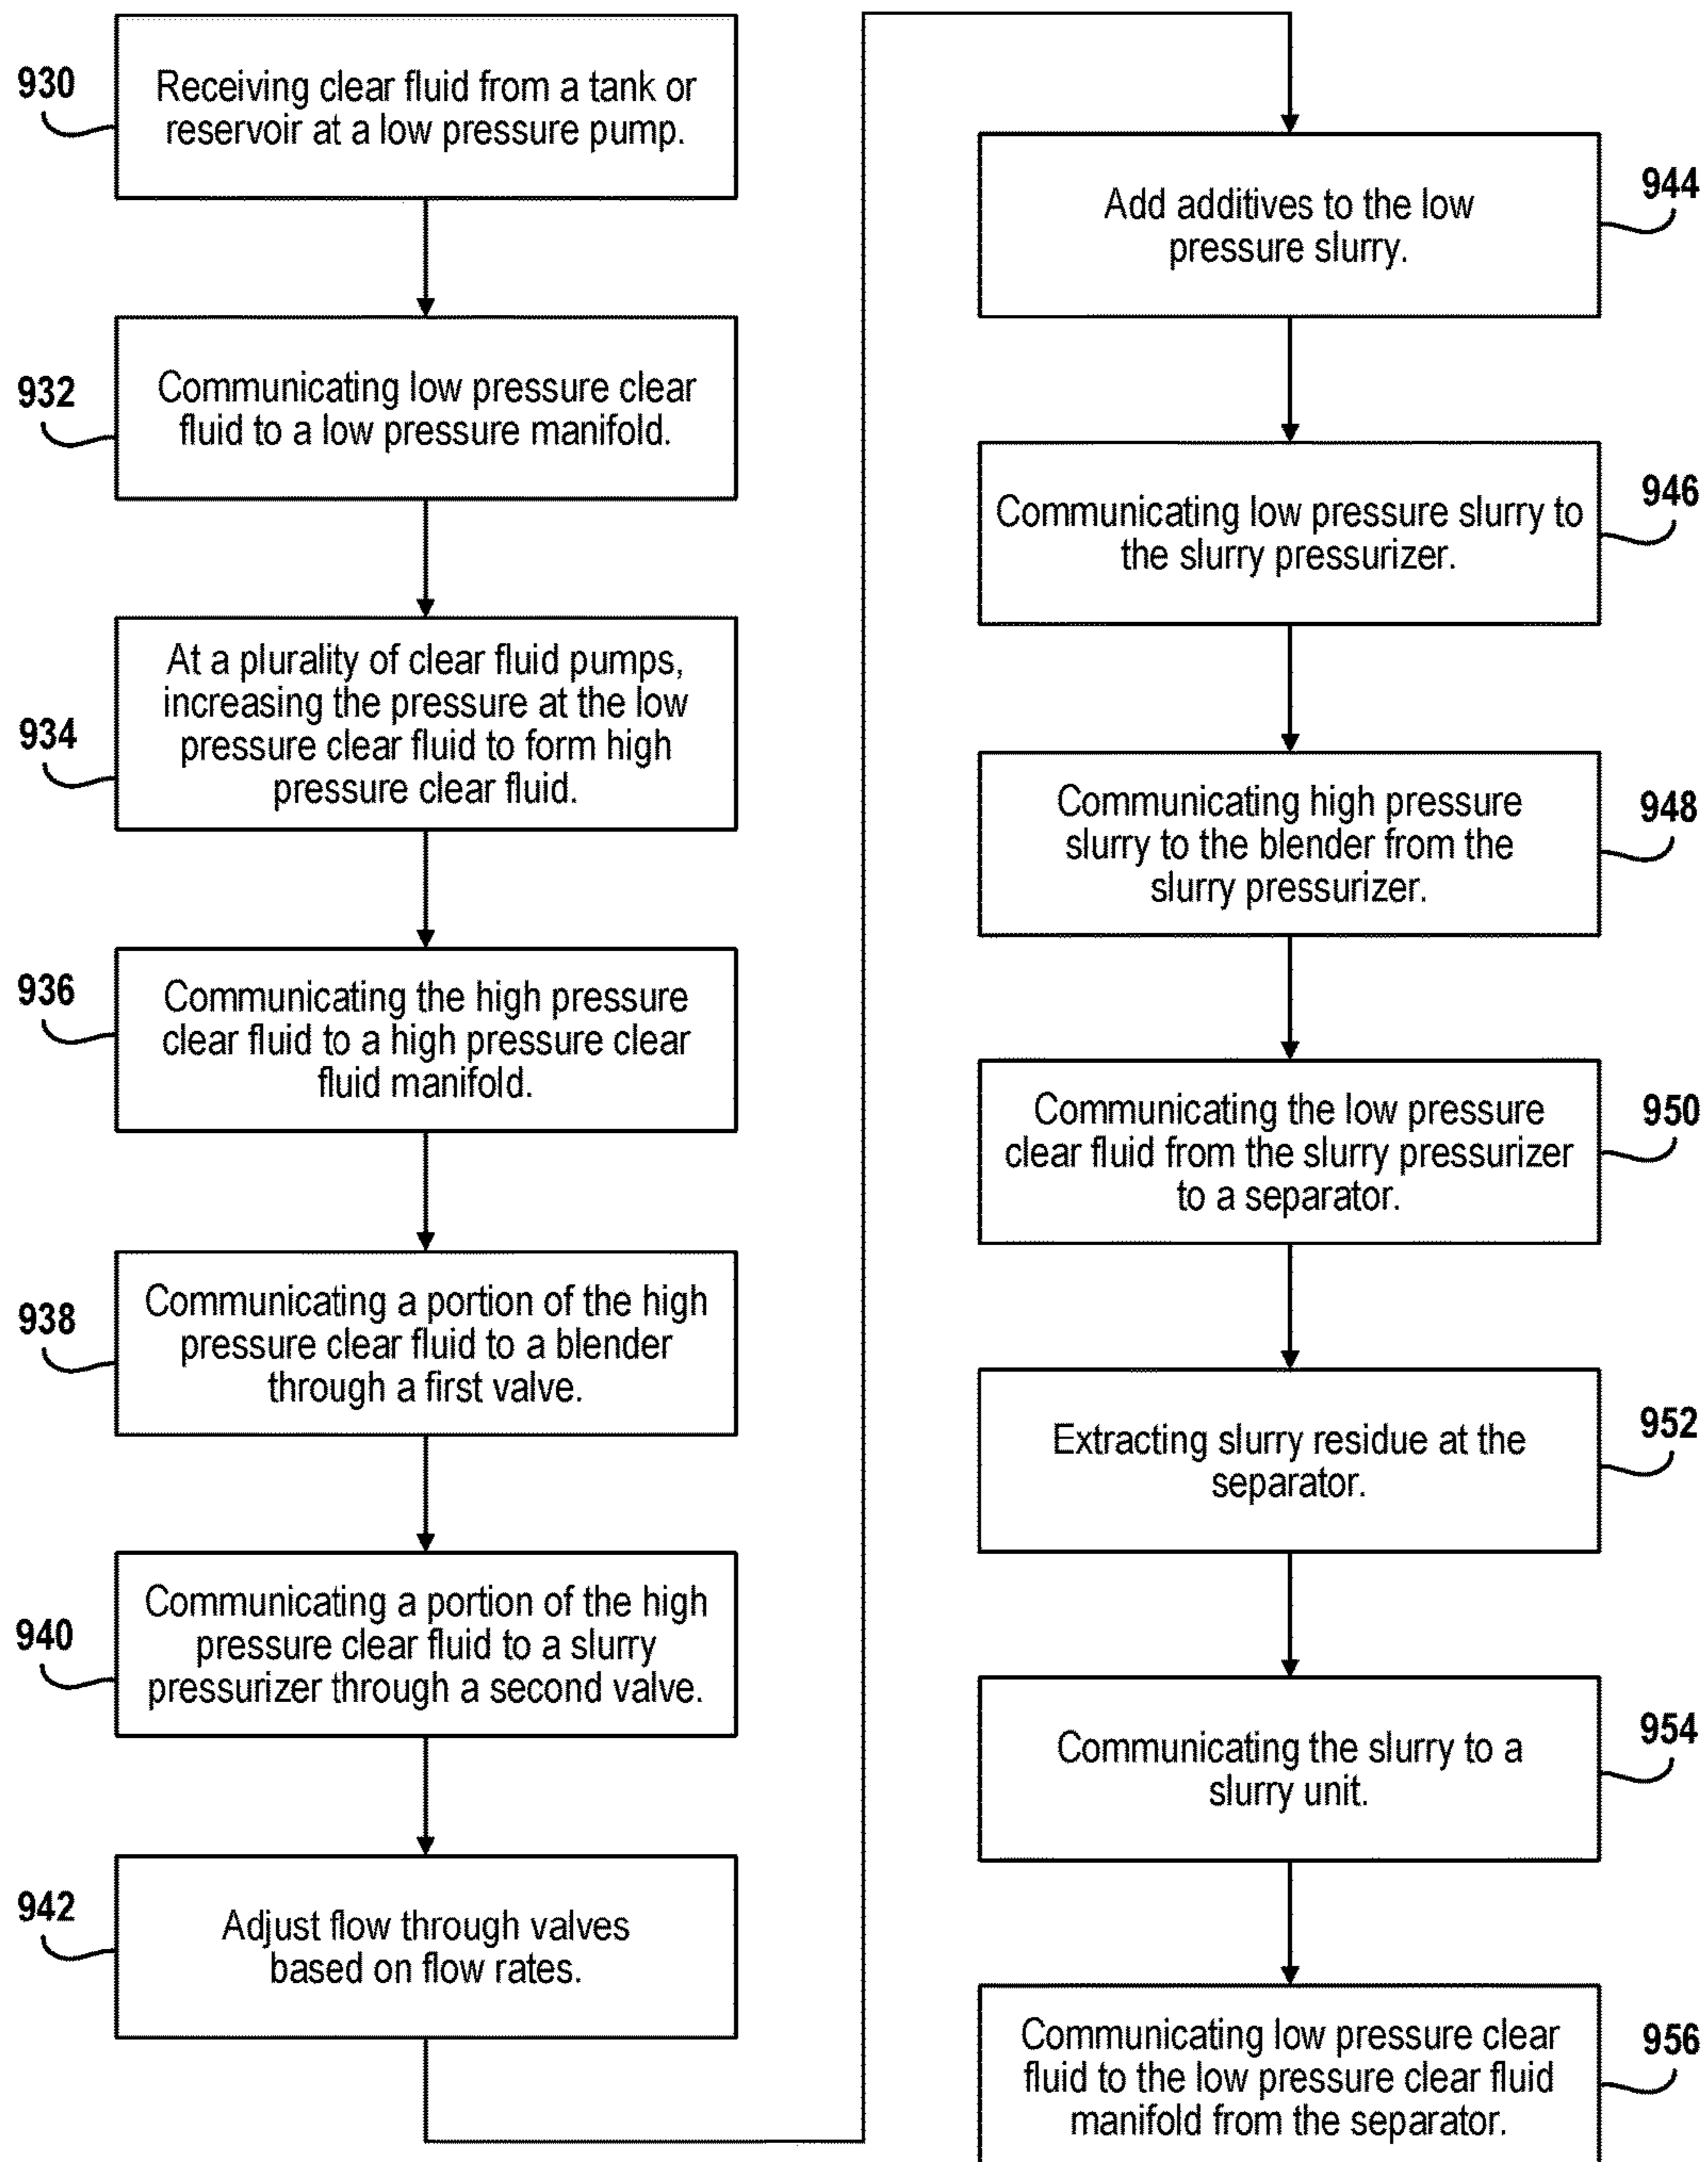 930
Receiving clear fluid from a tank or
reservoir at a low pressure pump.
932
Communicating low pressure clear
fluid to a low pressure manifold.
934
At a plurality of clear fluid pumps,
increasing the pressure at the low
pressure clear fluid to form high
pressure clear fluid.
936
Communicating the high pressure
clear fluid to a high pressure clear
fluid manifold.
938
Communicating a portion of the high
pressure clear fluid to a blender
through a first valve.
940
Communicating a portion of the high
pressure clear fluid to a slurry
pressurizer through a second valve.
942
Adjust flow through valves
based on flow rates.
944
Add additives to the low
pressure slurry.
946
Communicating low pressure slurry to
the slurry pressurizer.
948
Communicating high pressure
slurry to the blender from the
slurry pressurizer.
950
Communicating the low pressure
clear fluid from the slurry pressurizer
to a separator.
952
Extracting slurry residue at the
separator.
954
Communicating the slurry to a
slurry unit.
956
Communicating low pressure clear
fluid to the low pressure clear fluid
manifold from the separator.